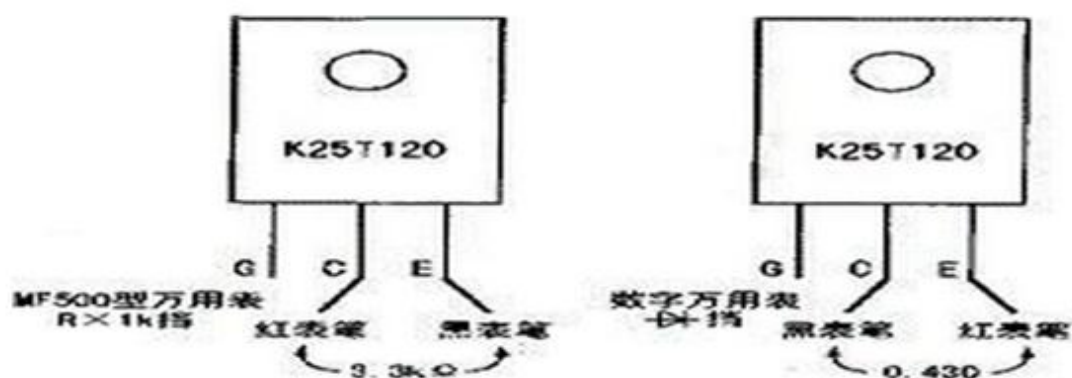 K25T120
G C E
MF500型万用表
R×1k挡
红表笔 黑表笔
3.3kΩ
K25T120
G C E
数字万用表
挡
黑表笔 红表笔
0.430